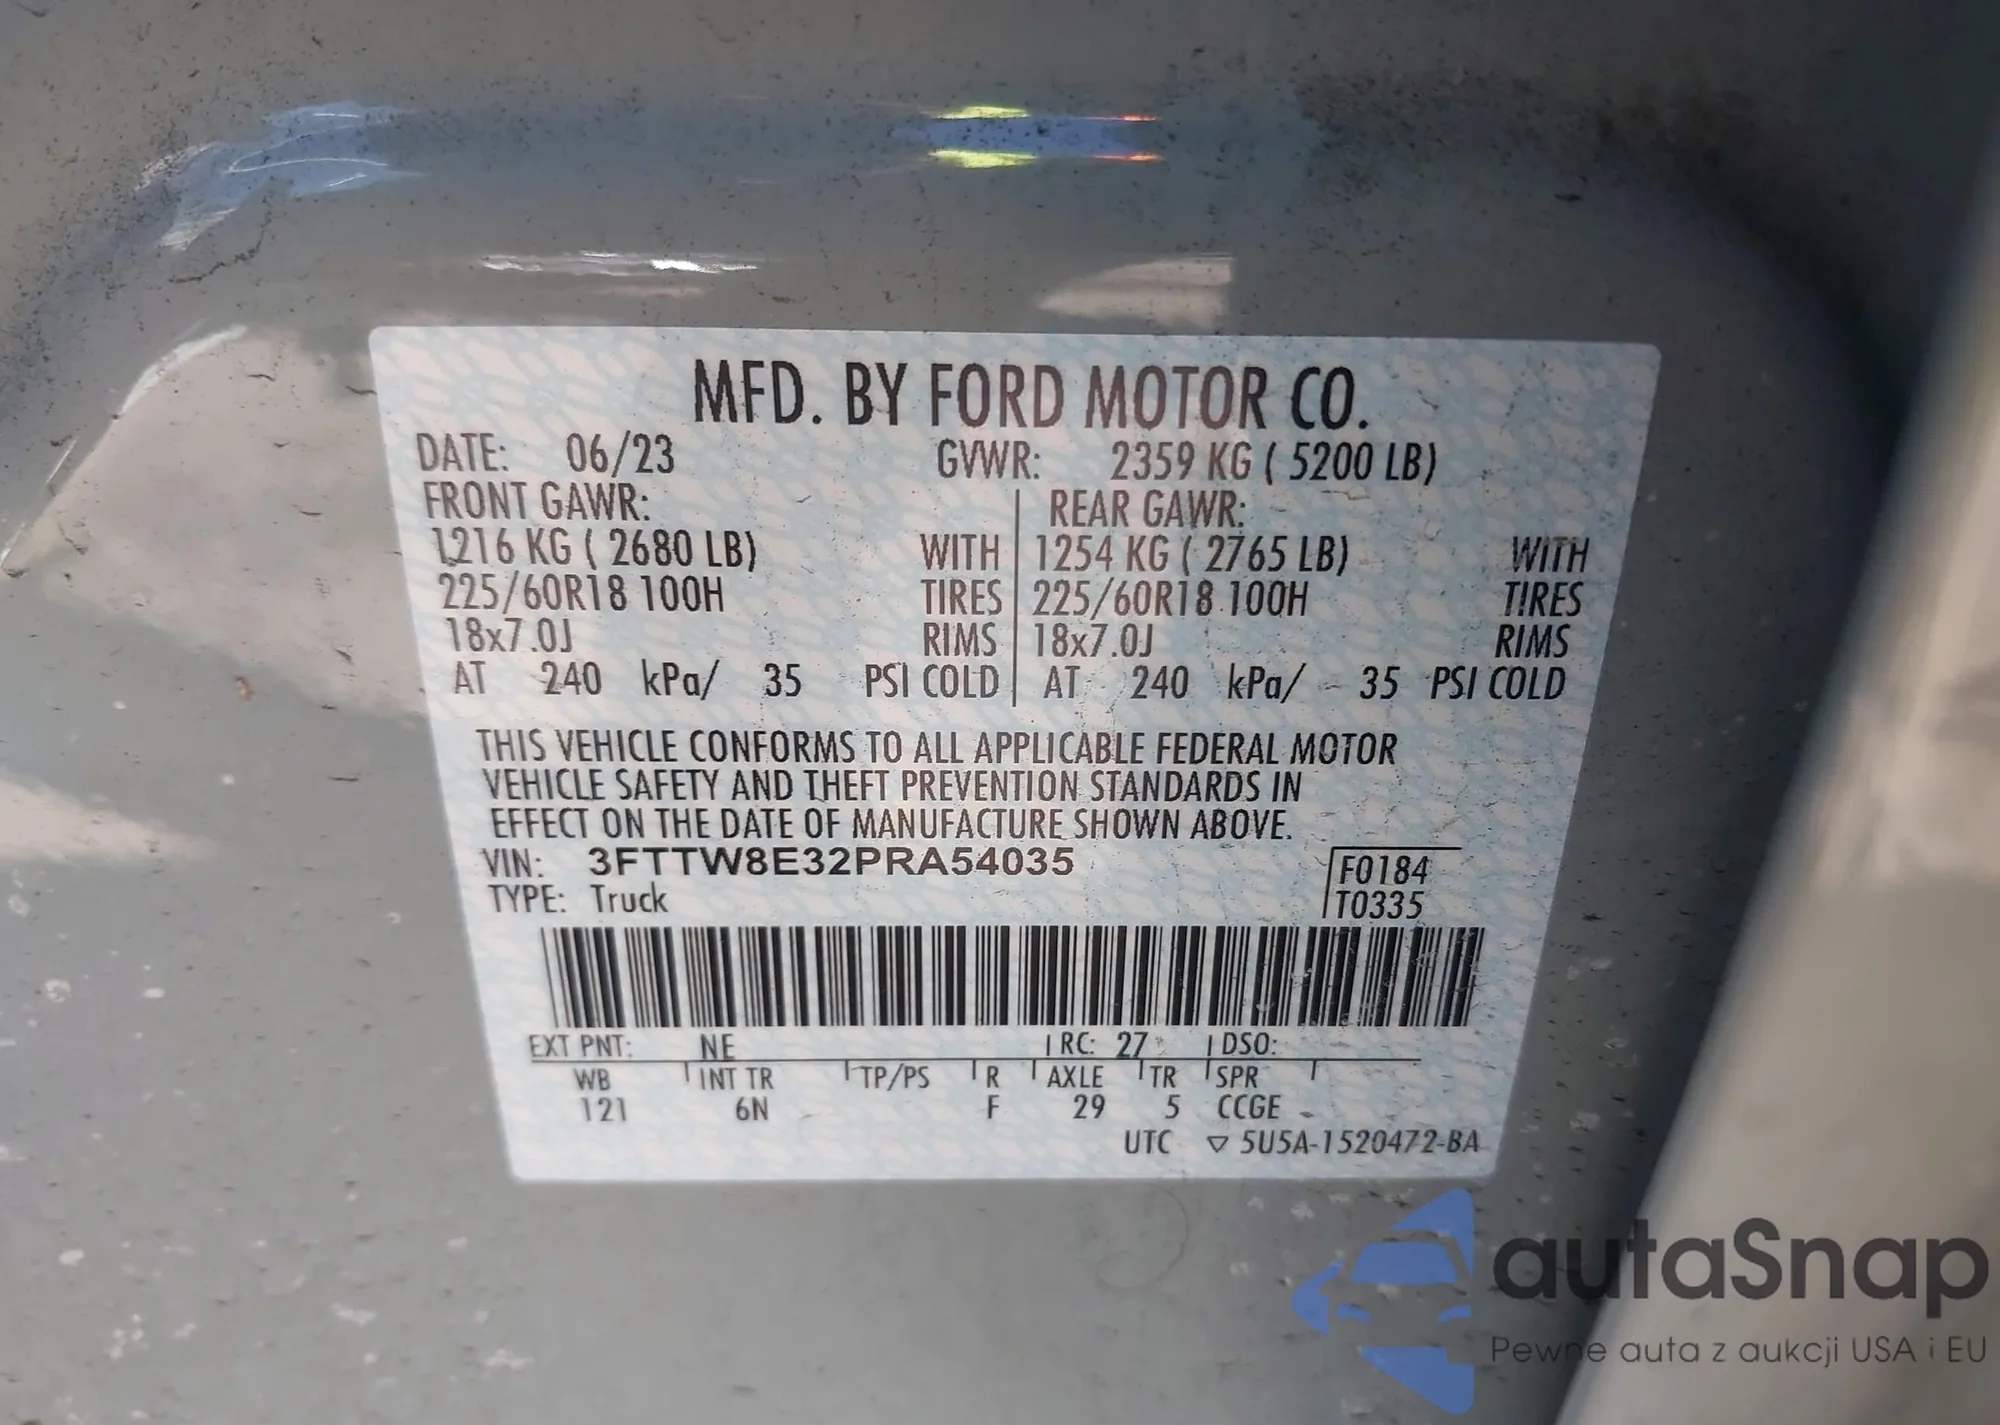 MFD. BY FORD MOTOR CO.
DATE: 06/23 GVWR: 2359 KG ( 5200 LB)
FRONT GAWR: REAR GAWR:
1216 KG ( 2680 LB) WITH 1254 KG ( 2765 LB) WITH
225/60R18 100H TIRES 225/60R18 100H TIRES
18x7.0J RIMS 18x7.0J RIMS
AT 240 kPa/ 35 PSI COLD AT 240 kPa/ 35 PSI COLD
THIS VEHICLE CONFORMS TO ALL APPLICABLE FEDERAL MOTOR
VEHICLE SAFETY AND THEFT PREVENTION STANDARDS IN
EFFECT ON THE DATE OF MANUFACTURE SHOWN ABOVE.
VIN: 3FTTW8E32PRA54035 F0184
TYPE: Truck T0335
EXT PNT: NE RC: 27 DSO:
WB INT TR TP/PS R AXLE TR SPR
121 6N F 29 5 CCGE
UTC ▽ 5U5A-1520472-BA
autaSnap
Pewne auta z aukcji USA i EU